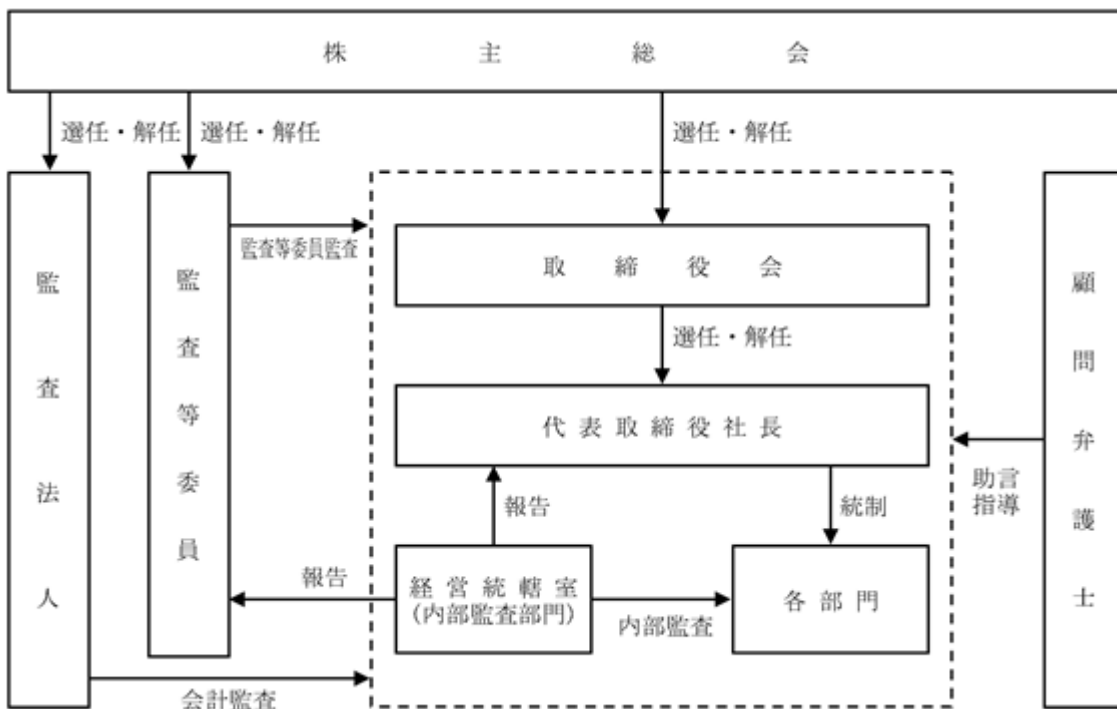 株主総会
選任・解任
選任・解任
選任・解任
監査法人
監査等委員
監査等委員監査
取締役会
選任・解任
代表取締役社長
顧問弁護士
助言
指導
報告
統制
報告
経営統轄室
(内部監査部門)
内部監査
各部門
会計監査